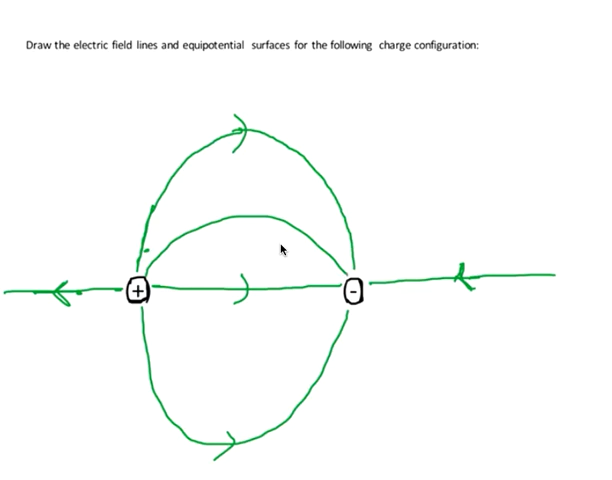 Draw the electric field lines and equipotential surfaces for the following charge configuration:
+ -